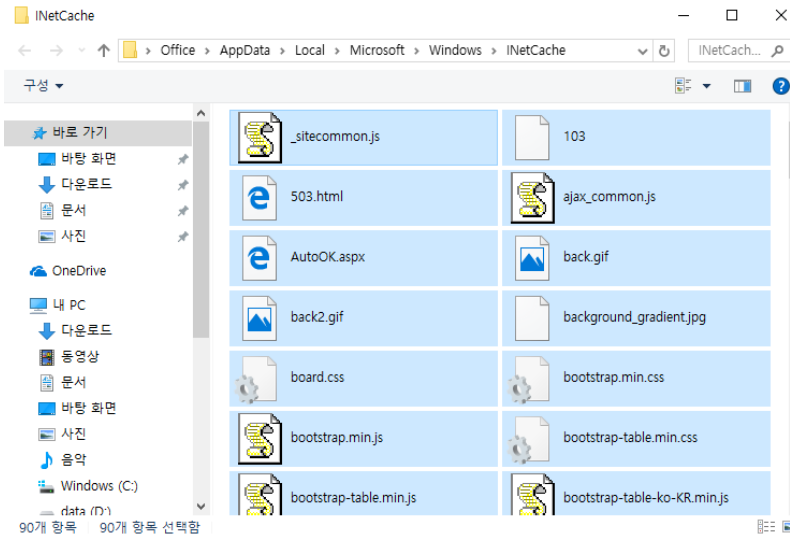 INetCache
Office > AppData > Local > Microsoft > Windows > INetCache
INetCach...
구성
바로 가기
바탕 화면
다운로드
문서
사진
OneDrive
내 PC
다운로드
동영상
문서
바탕 화면
사진
음악
Windows (C:)
data (D:)
_sitecommon.js
103
503.html
ajax_common.js
AutoOK.aspx
back.gif
back2.gif
background_gradient.jpg
board.css
bootstrap.min.css
bootstrap.min.js
bootstrap-table.min.css
bootstrap-table.min.js
bootstrap-table-ko-KR.min.js
90개 항목 90개 항목 선택함